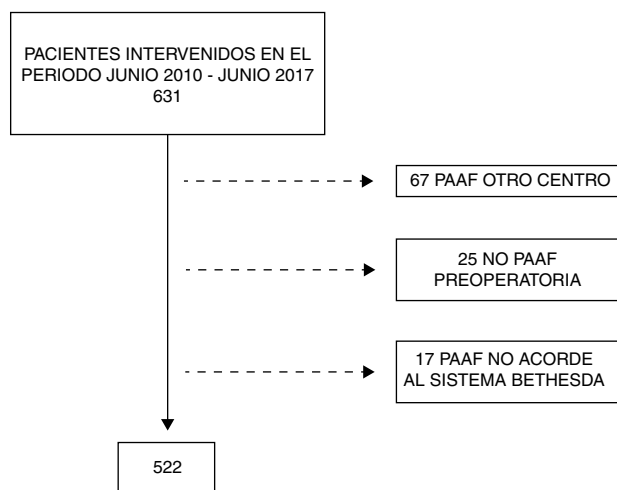 PACIENTES INTERVENIDOS EN EL
PERIODO JUNIO 2010 - JUNIO 2017
631
67 PAAF OTRO CENTRO
25 NO PAAF
PREOPERATORIA
17 PAAF NO ACORDE
AL SISTEMA BETHESDA
522